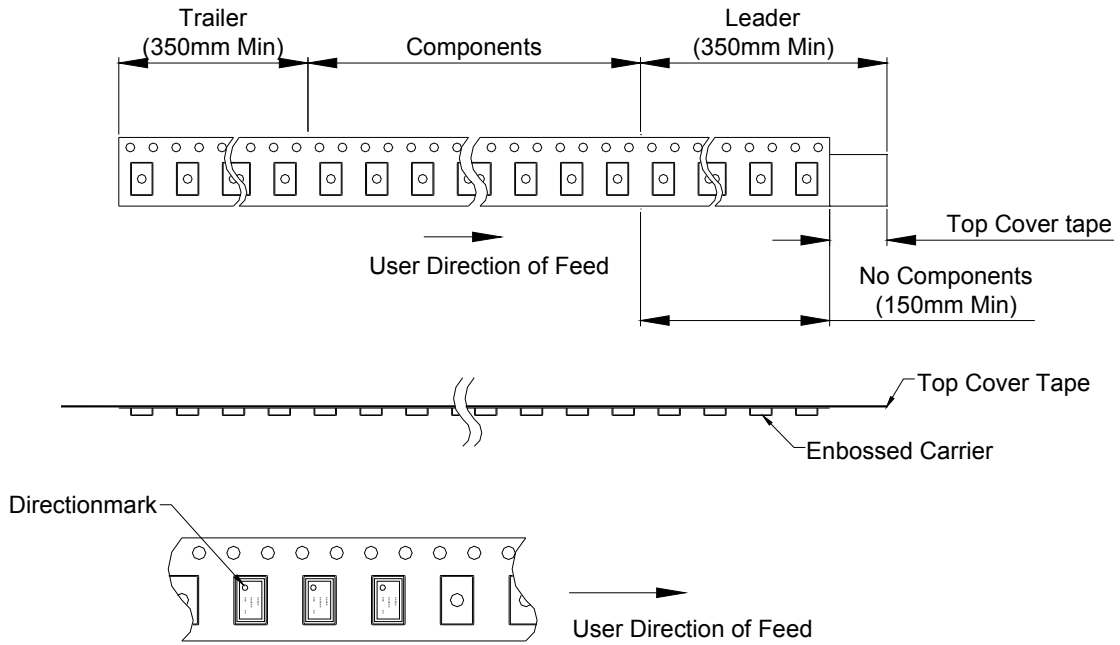 Trailer
(350mm Min)
Components
Leader
(350mm Min)
User Direction of Feed
Top Cover tape
No Components
(150mm Min)
Top Cover Tape
Enbossed Carrier
Directionmark
User Direction of Feed